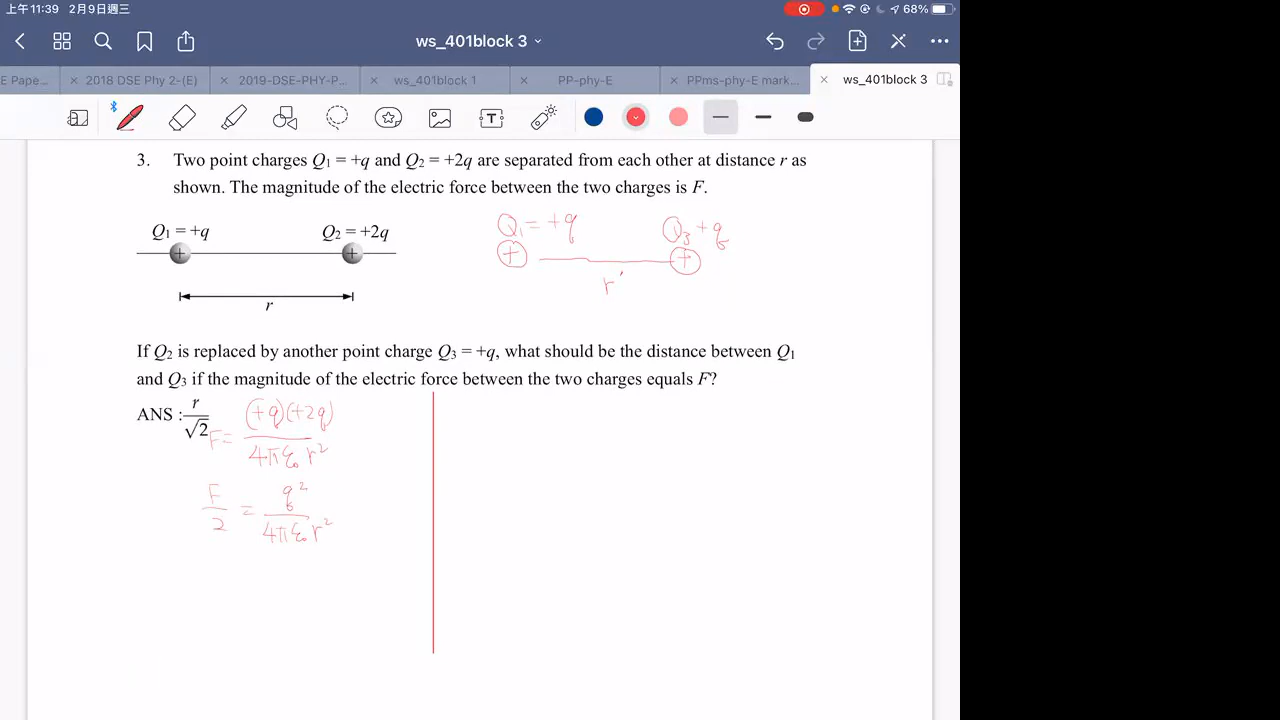 上午11:39 2月9日週三
68%
ws_401block 3
E Pape...
2018 DSE Phy 2-(E)
2019-DSE-PHY-P...
ws_401block 1
PP-phy-E
PPms-phy-E mark...
ws_401block 3
3. Two point charges Q₁ = +q and Q₂ = +2q are separated from each other at distance r as
shown. The magnitude of the electric force between the two charges is F.
Q₁ = +q
Q₂ = +2q
+
+
r
Q₁ = +q
Q₃ +q
+
+
r'
If Q₂ is replaced by another point charge Q₃ = +q, what should be the distance between Q₁
and Q₃ if the magnitude of the electric force between the two charges equals F?
ANS : r/√2
F = (+q)(+2q) / 4πε₀r²
F/2 = q² / 4πε₀r²